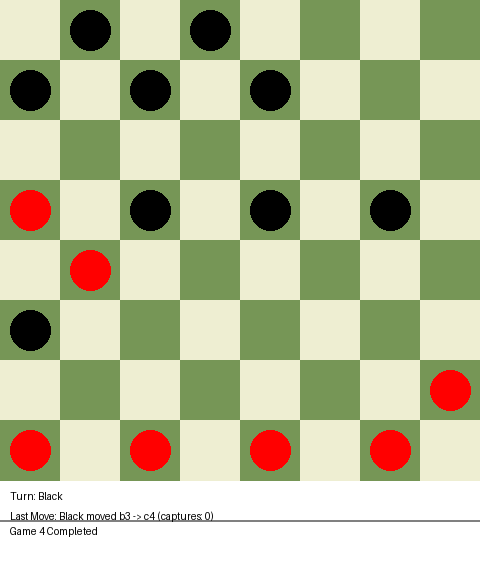 Turn: Black
Last Move: Black moved b3 -> c4 (captures: 0)
Game 4 Completed